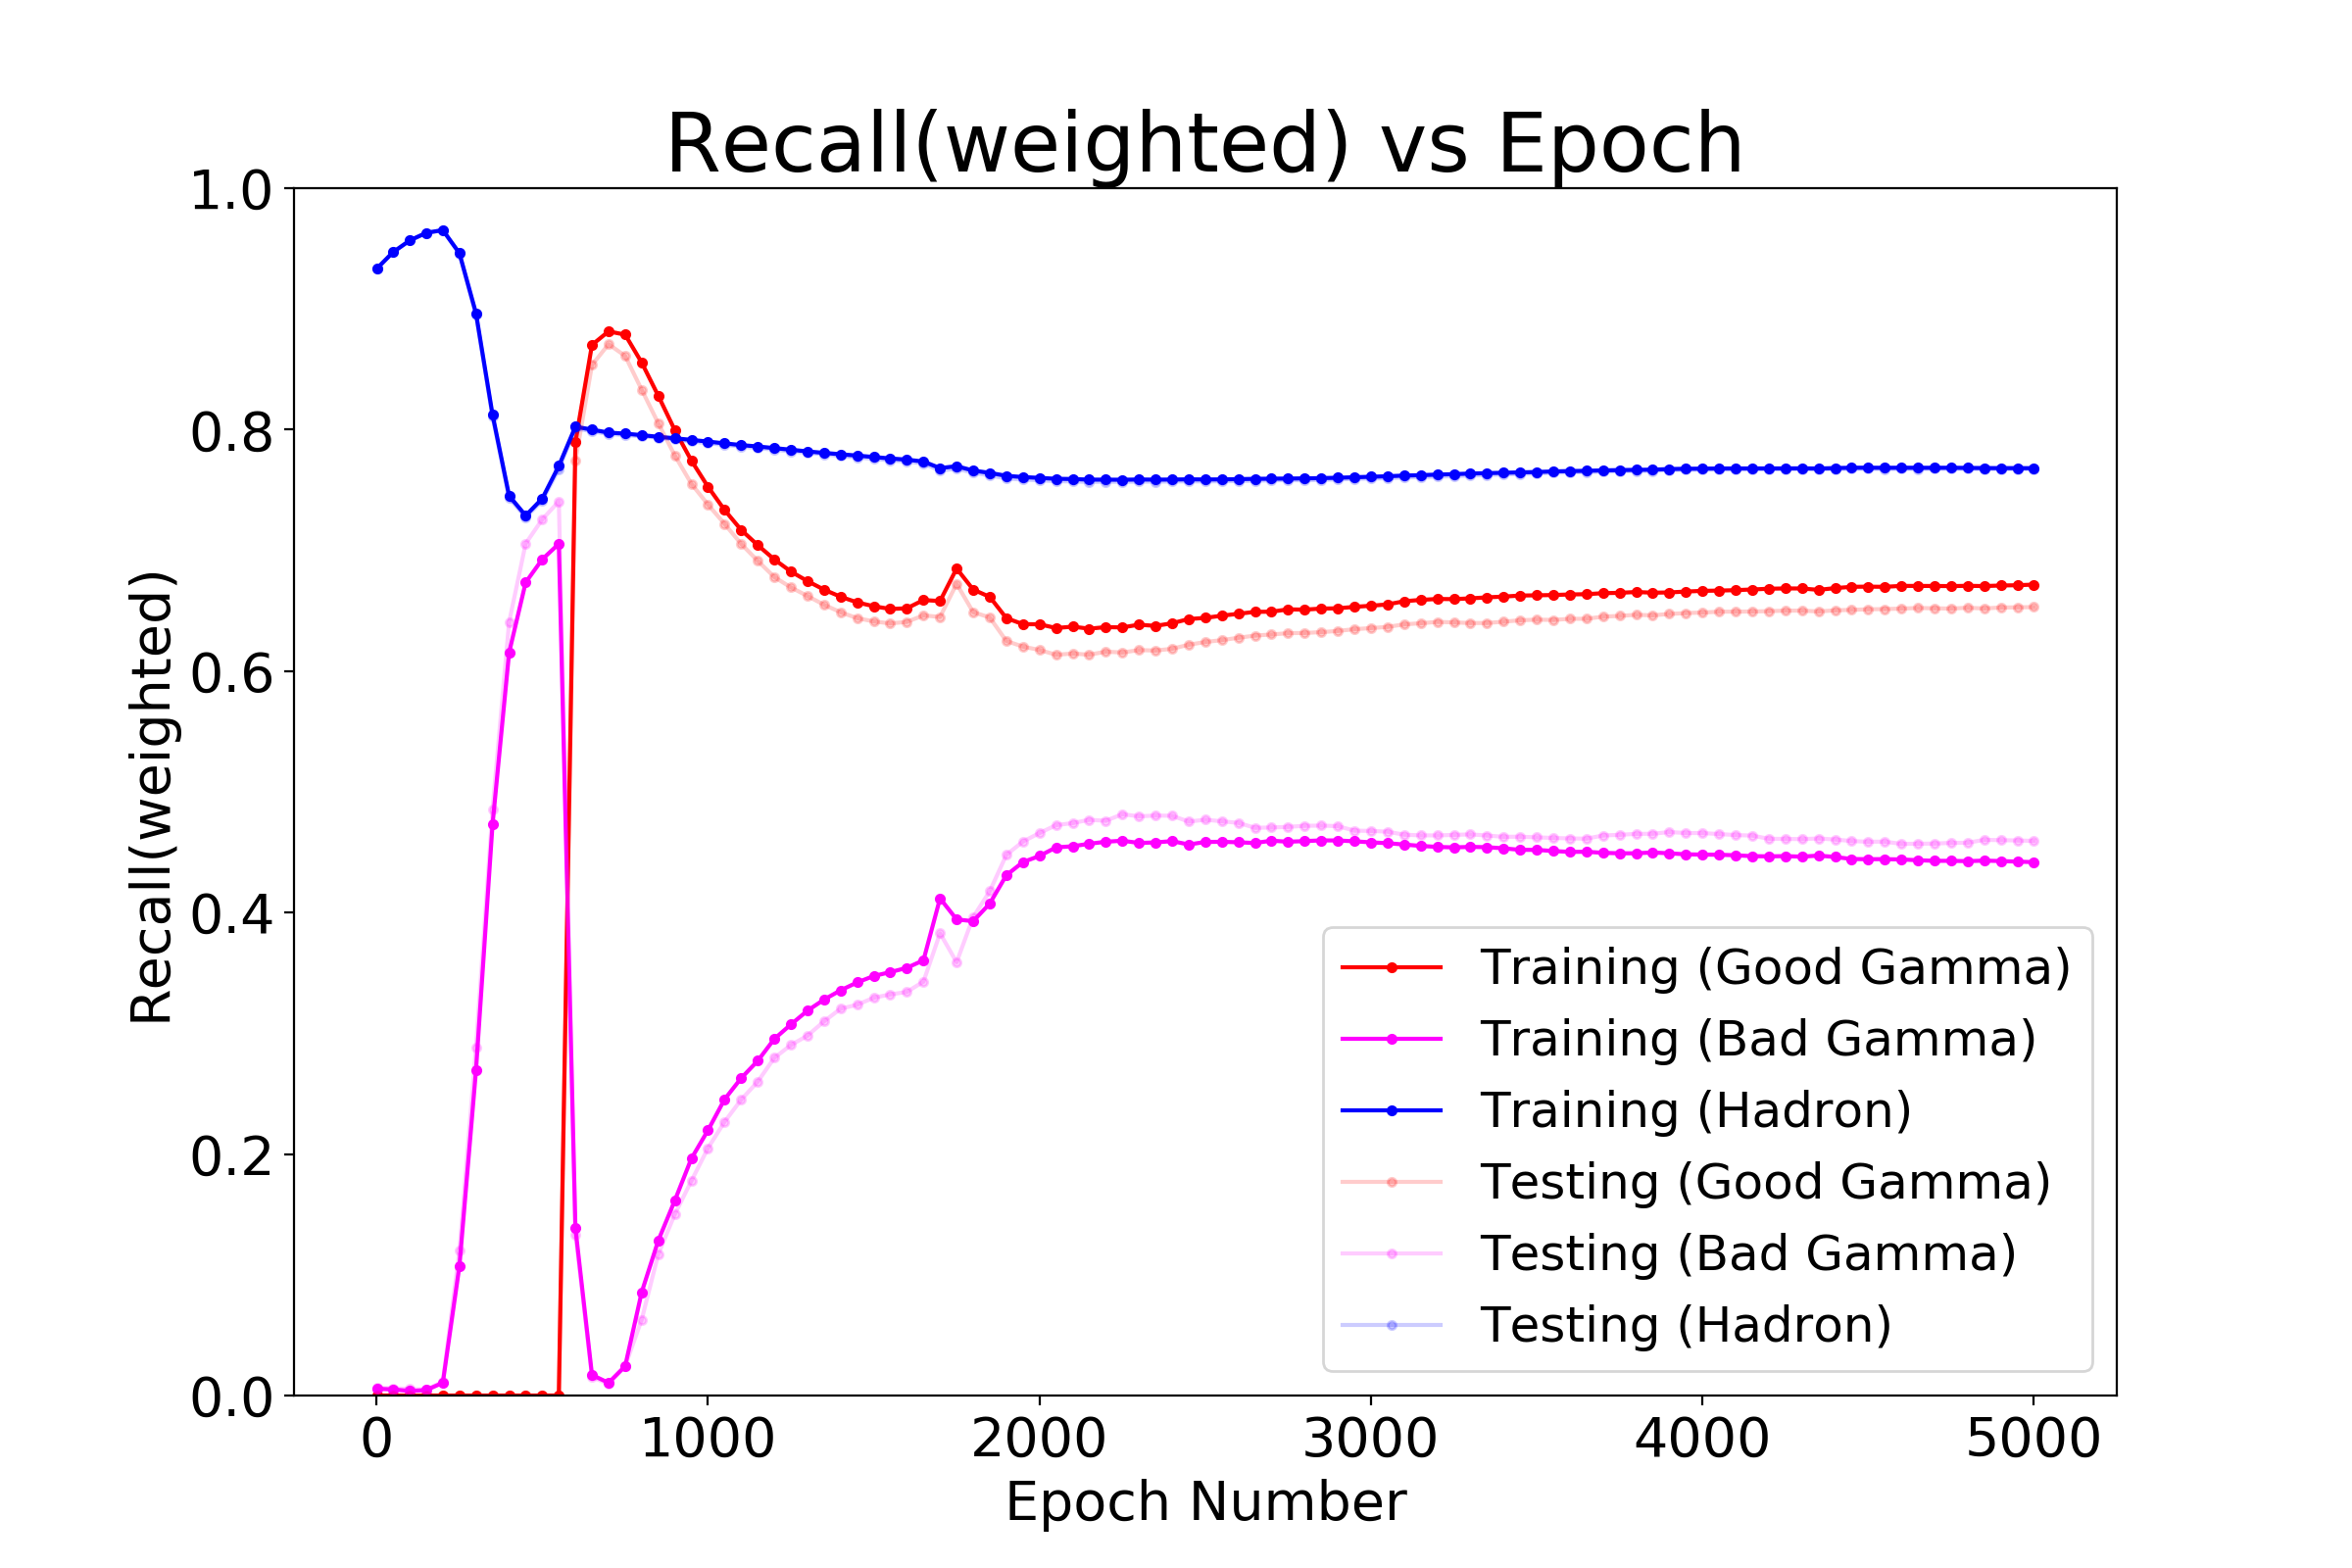 Recall(weighted) vs Epoch
1.0
0.8
0.6
0.4
0.2
0.0
Recall(weighted)
0 1000 2000 3000 4000 5000
Epoch Number
Training (Good Gamma)
Training (Bad Gamma)
Training (Hadron)
Testing (Good Gamma)
Testing (Bad Gamma)
Testing (Hadron)